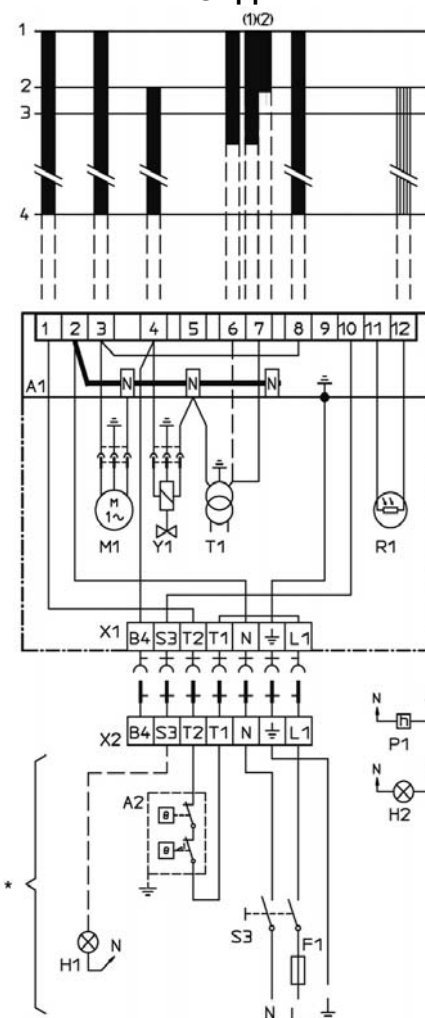 (1)(2)
1
2
3
4
1 2 3 4 5 6 7 8 9 10 11 12
A1 N N N
M 1~
M1 Y1 T1 R1
X1 B4 S3 T2 T1 N L1
X2 B4 S3 T2 T1 N L1
N
P1
A2
θ
N
H2
θ
*
S3 F1
N
H1
N L